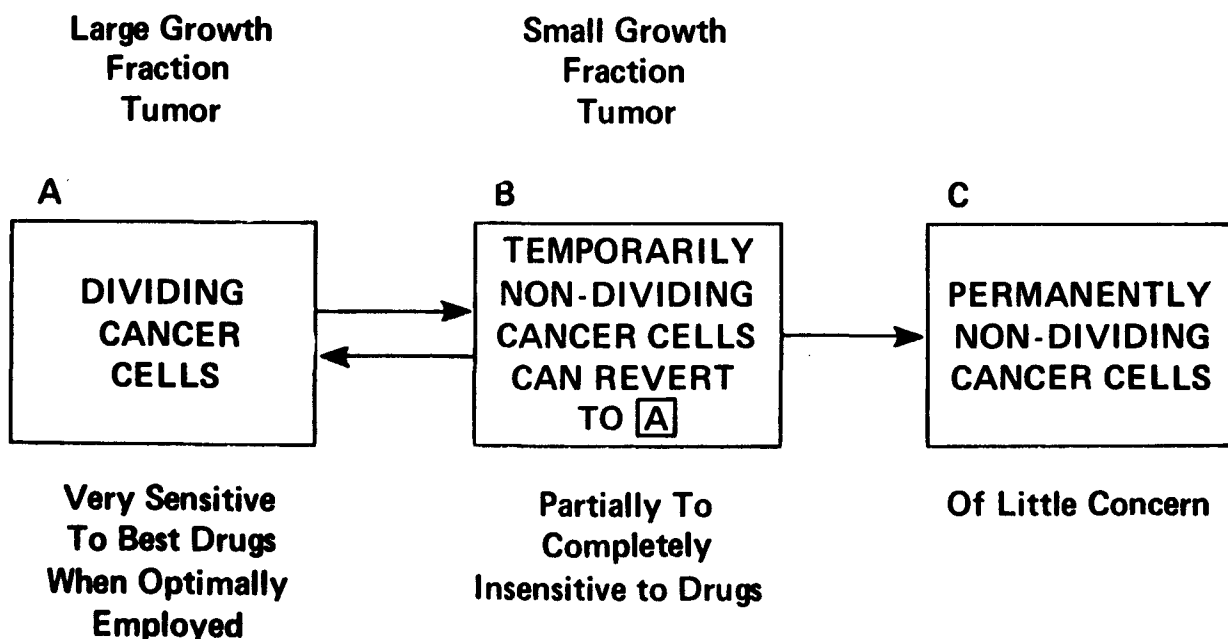 Large Growth
Fraction
Tumor
Small Growth
Fraction
Tumor
A
B
C
DIVIDING
CANCER
CELLS
TEMPORARILY
NON-DIVIDING
CANCER CELLS
CAN REVERT
TO A
PERMANENTLY
NON-DIVIDING
CANCER CELLS
Very Sensitive
To Best Drugs
When Optimally
Employed
Partially To
Completely
Insensitive to Drugs
Of Little Concern